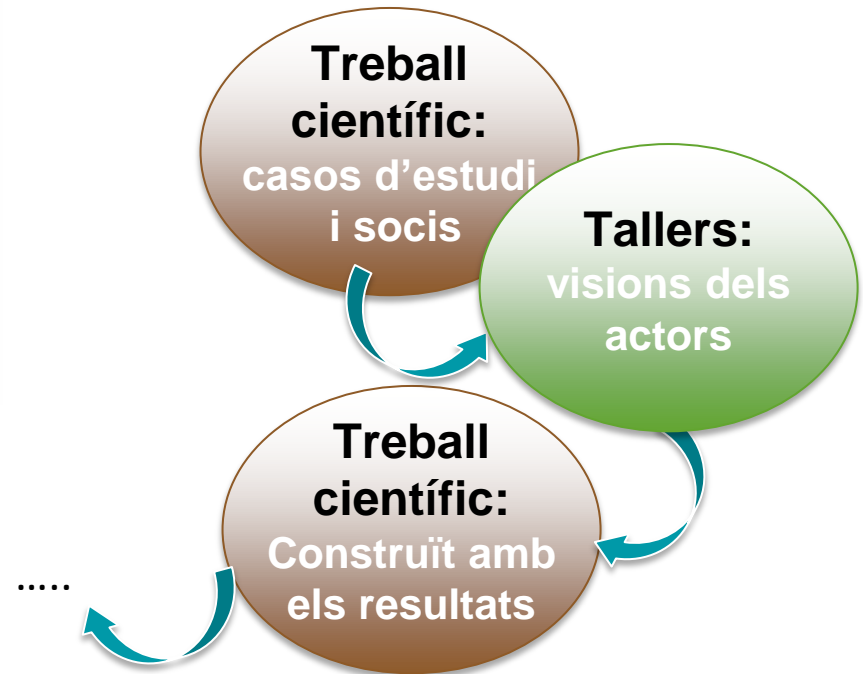 Treball
científic:
casos d’estudi
i socis
Tallers:
visions dels
actors
Treball
científic:
Construït amb
els resultats
…..